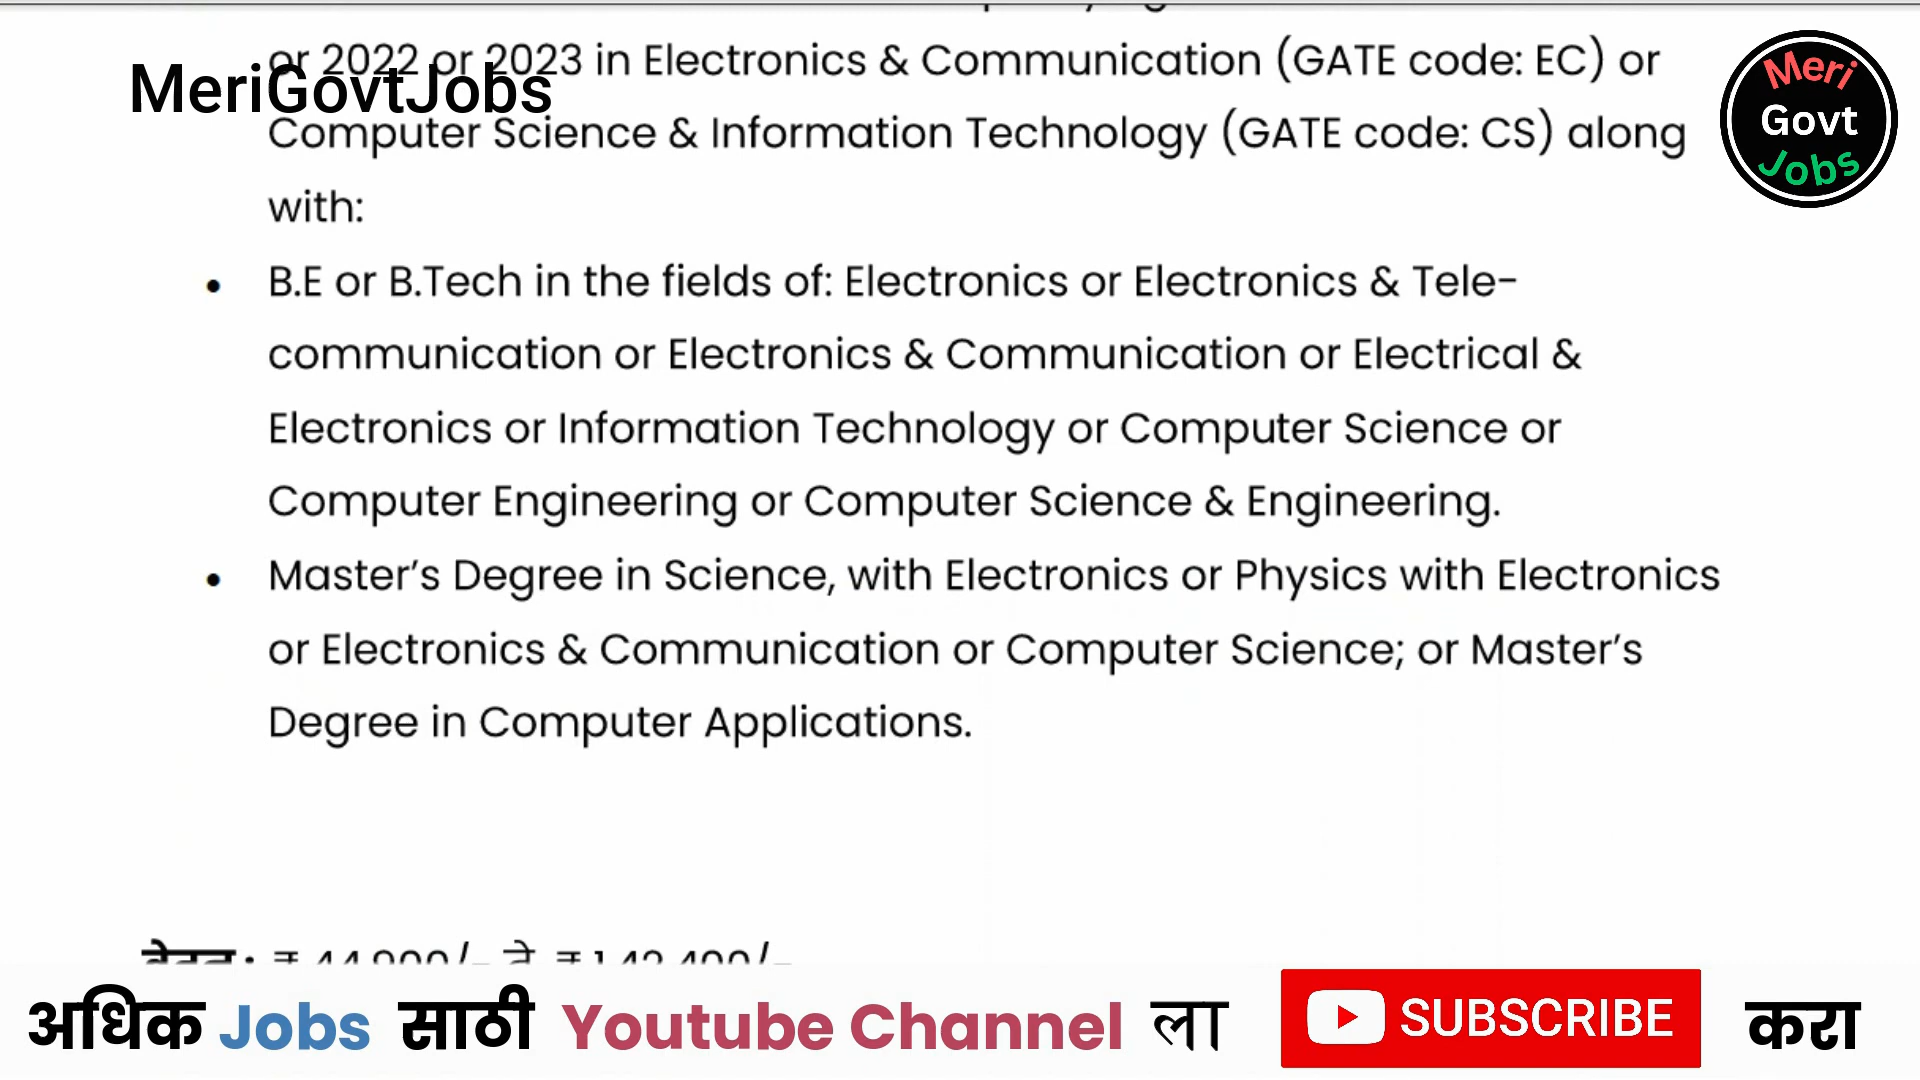 or 2022 or 2023 in Electronics & Communication (GATE code: EC) or
MeriGovtJobs
Meri
Govt
Jobs
Computer Science & Information Technology (GATE code: CS) along
with:
• B.E or B.Tech in the fields of: Electronics or Electronics & Tele-
communication or Electronics & Communication or Electrical &
Electronics or Information Technology or Computer Science or
Computer Engineering or Computer Science & Engineering.
• Master’s Degree in Science, with Electronics or Physics with Electronics
or Electronics & Communication or Computer Science; or Master’s
Degree in Computer Applications.
अधिक Jobs साठी Youtube Channel ला SUBSCRIBE करा